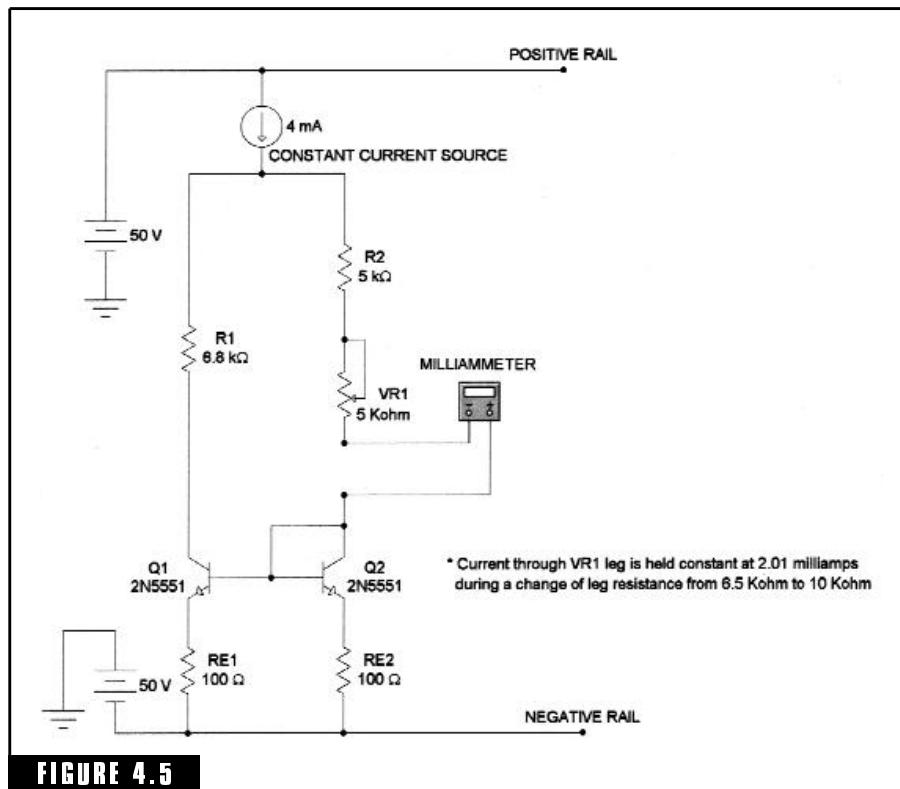 POSITIVE RAIL
4 mA
CONSTANT CURRENT SOURCE
50 V
R2
5 kΩ
R1
6.8 kΩ
MILLIAMMETER
VR1
5 Kohm
Q1
2N5551
Q2
2N5551
* Current through VR1 leg is held constant at 2.01 milliamps
during a change of leg resistance from 6.5 Kohm to 10 Kohm
RE1
100 Ω
RE2
100 Ω
50 V
NEGATIVE RAIL
FIGURE 4.5